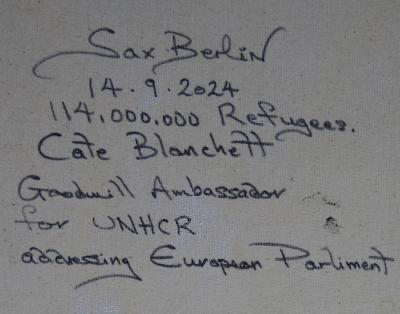 Sax Berlin
14.9.2024
114,000,000 Refugees.
Cate Blanchett
Goodwill Ambassador
for UNHCR
addressing European Parliment